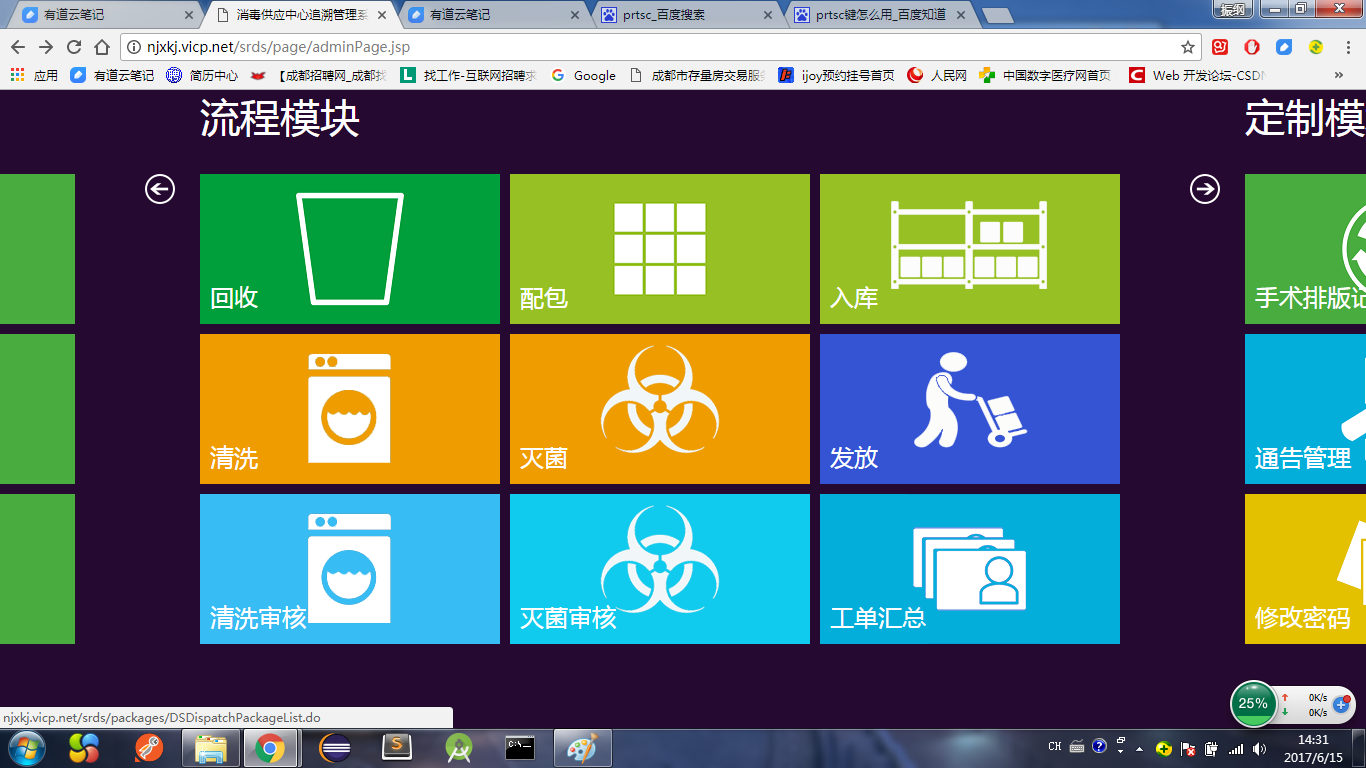 有道云笔记
消毒供应中心追溯管理系
有道云笔记
prtsc_百度搜索
prtsc键怎么用_百度知道
振纲
njxkj.vicp.net/srds/page/adminPage.jsp
应用
有道云笔记
简历中心
【成都招聘网_成都找
找工作-互联网招聘求
Google
成都市存量房交易服务
ijoy预约挂号首页
人民网
中国数字医疗网首页
Web 开发论坛-CSDN
流程模块
定制模
回收
配包
入库
手术排版记
清洗
灭菌
发放
通告管理
清洗审核
灭菌审核
工单汇总
修改密码
25%
0K/s
0K/s
njxkj.vicp.net/srds/packages/DSDispatchPackageList.do
CH
14:31
2017/6/15